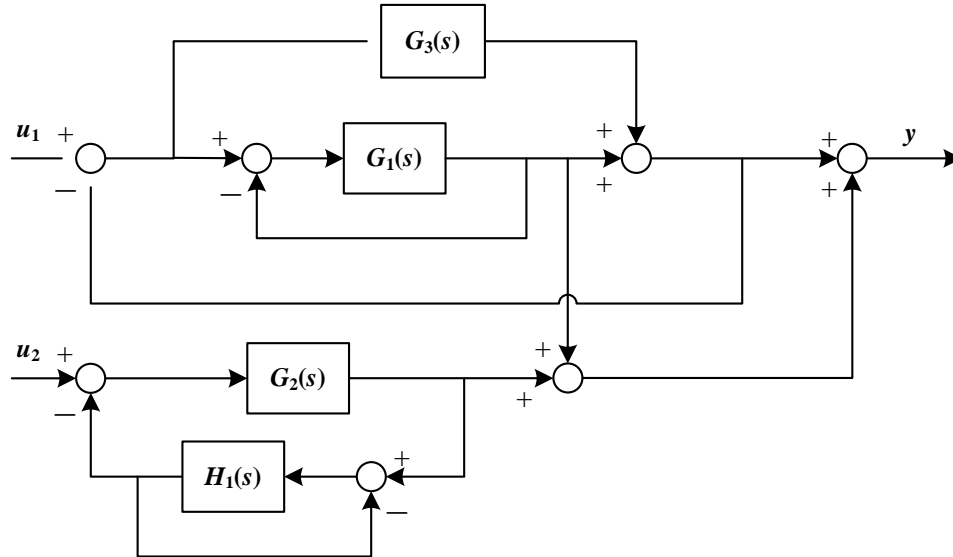 G₃(s)
u₁
+
−
+
−
G₁(s)
+
+
+
+
y
u₂
+
−
G₂(s)
+
+
H₁(s)
+
−